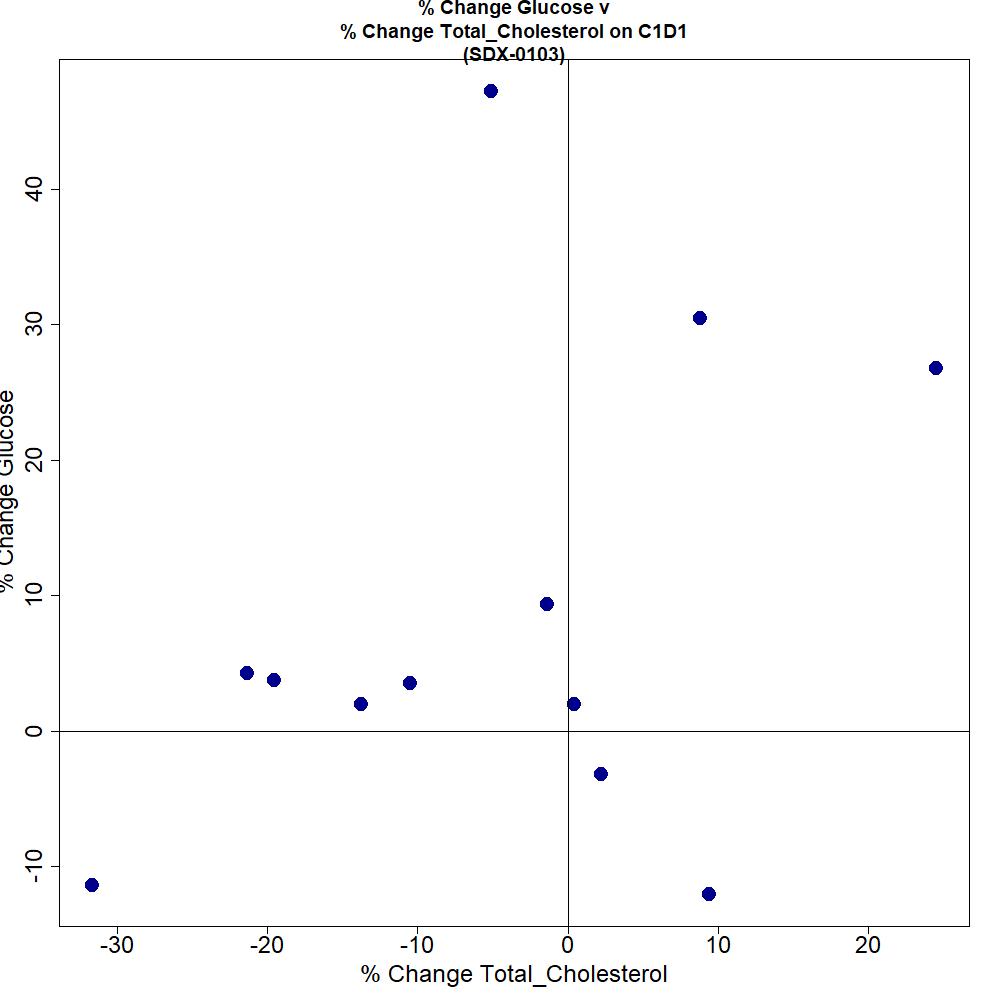 % Change Glucose v
% Change Total_Cholesterol on C1D1
(SDX-0103)
% Change Glucose
40
30
20
10
0
-10
-30
-20
-10
0
10
20
% Change Total_Cholesterol